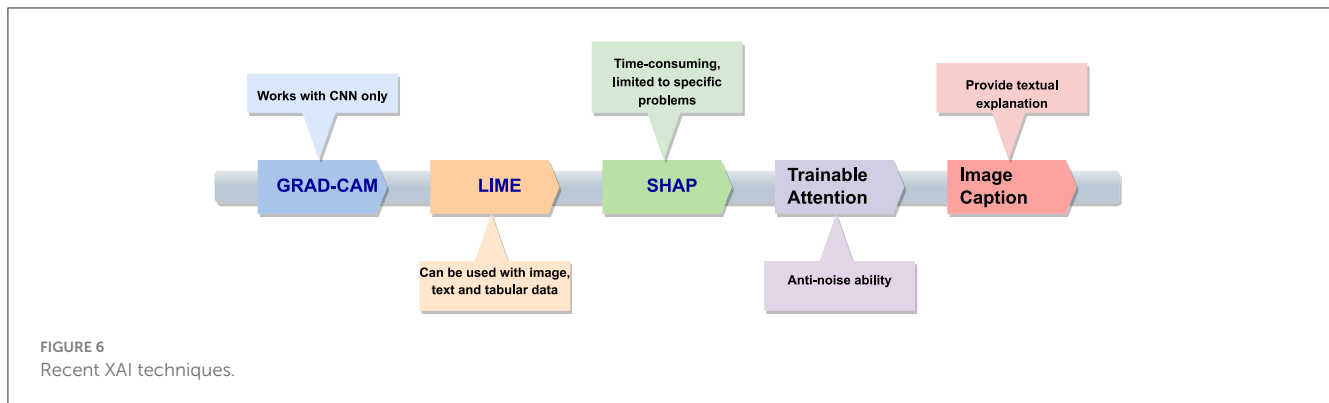 Works with CNN only
Time-consuming,
limited to specific
problems
Provide textual
explanation
GRAD-CAM
LIME
SHAP
Trainable
Attention
Image
Caption
Can be used with image,
text and tabular data
Anti-noise ability
FIGURE 6
Recent XAI techniques.